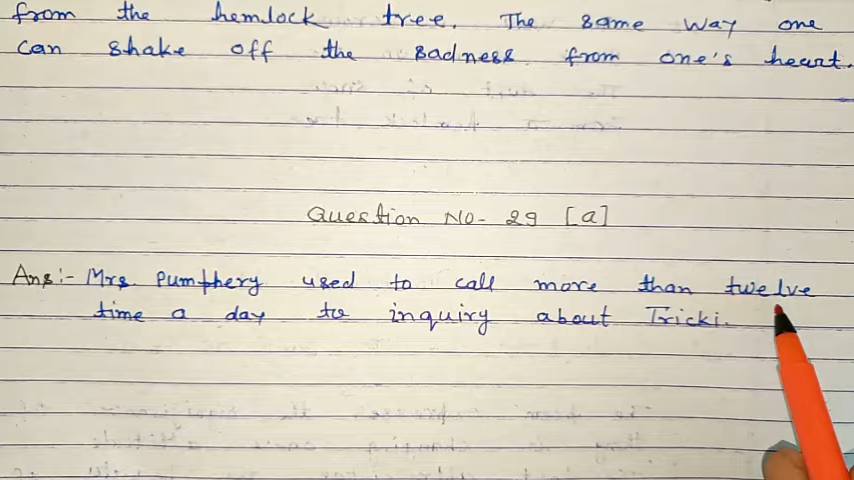 from the hemlock tree. The same way one
can shake off the sadness from one's heart.
Question No- 29 [a]
Ans:- Mrs. Pumphery used to call more than twelve
time a day to inquiry about Tricki.